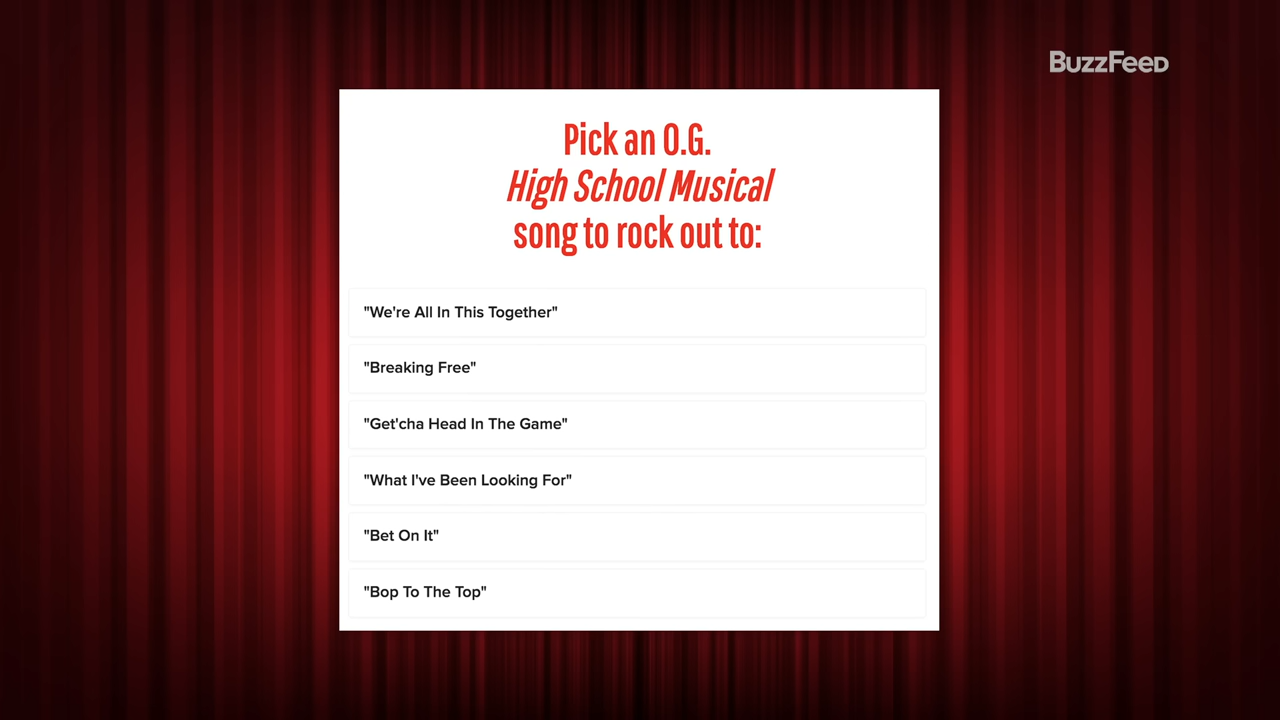 BuzzFeed
Pick an O.G.
High School Musical
song to rock out to:
"We're All In This Together"
"Breaking Free"
"Get'cha Head In The Game"
"What I've Been Looking For"
"Bet On It"
"Bop To The Top"